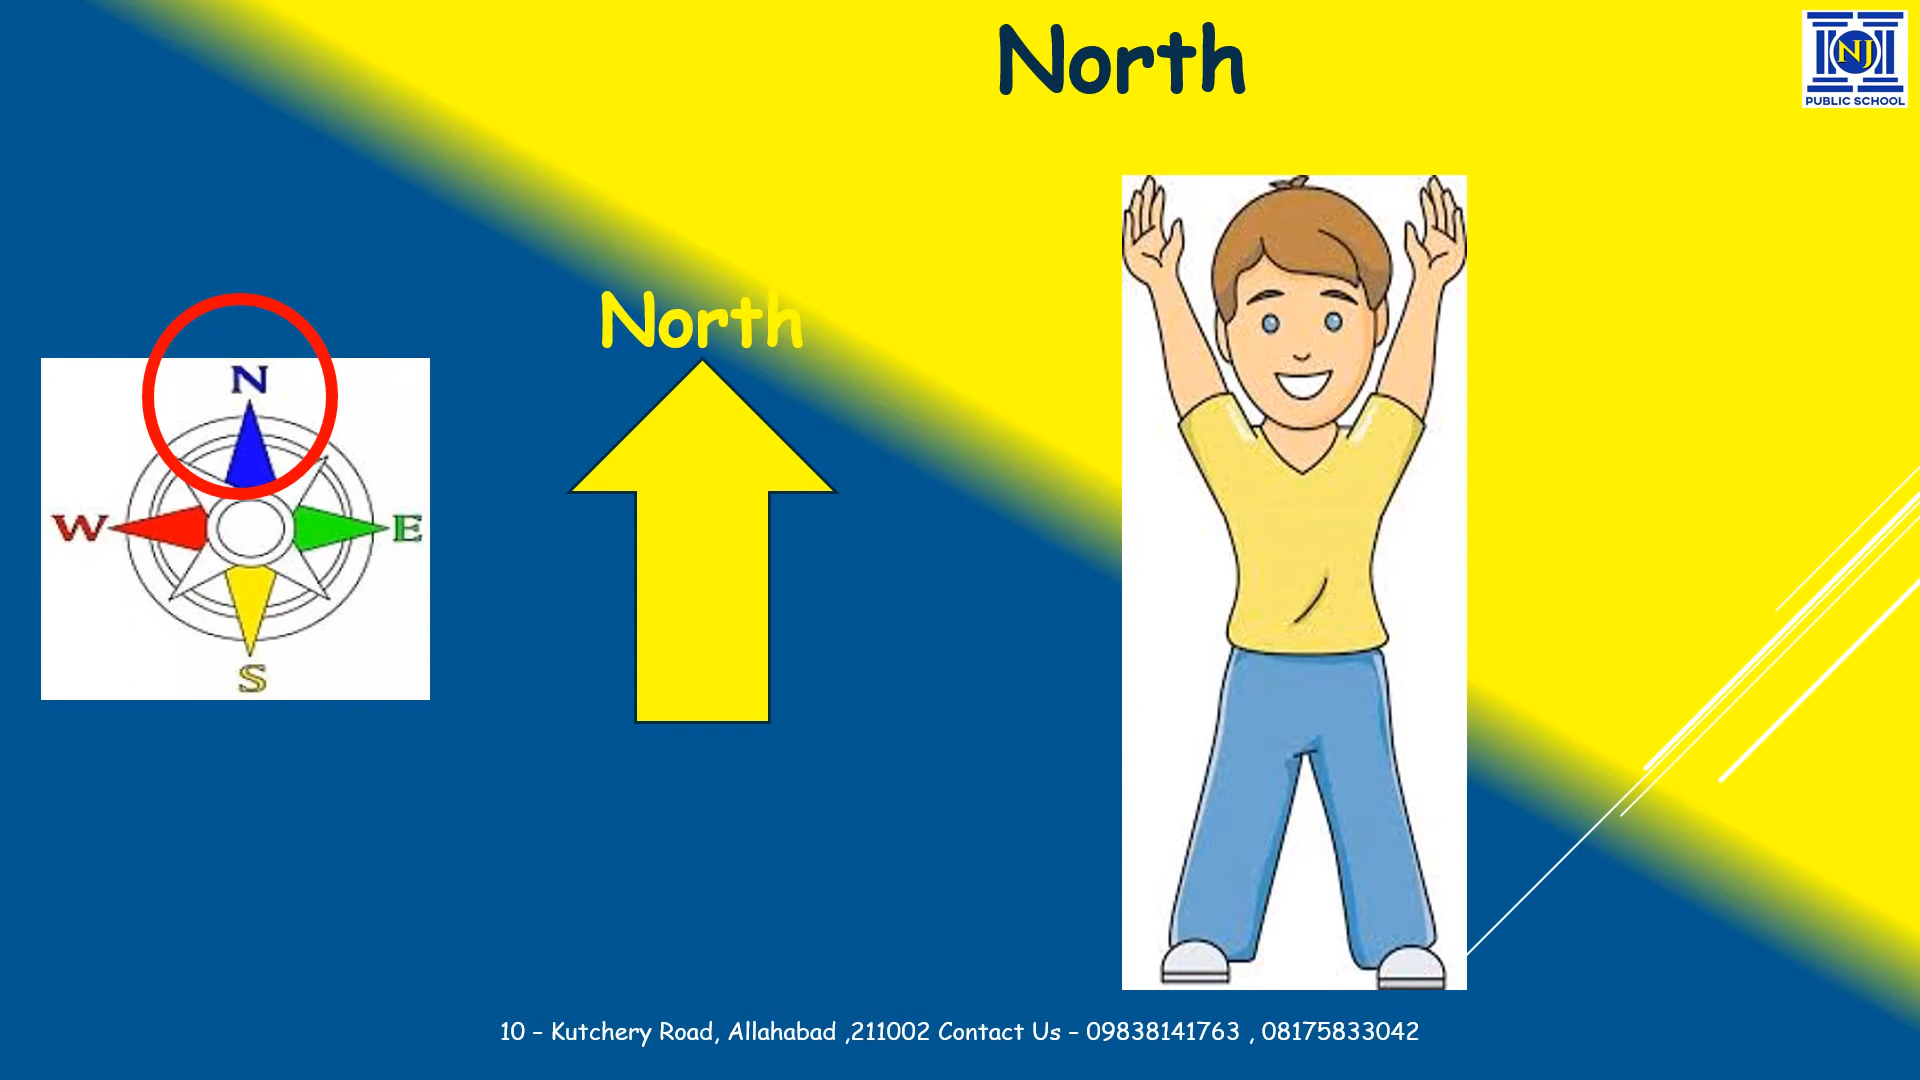 North
NJ
PUBLIC SCHOOL
North
N
W
E
S
10 – Kutchery Road, Allahabad ,211002 Contact Us – 09838141763 , 08175833042